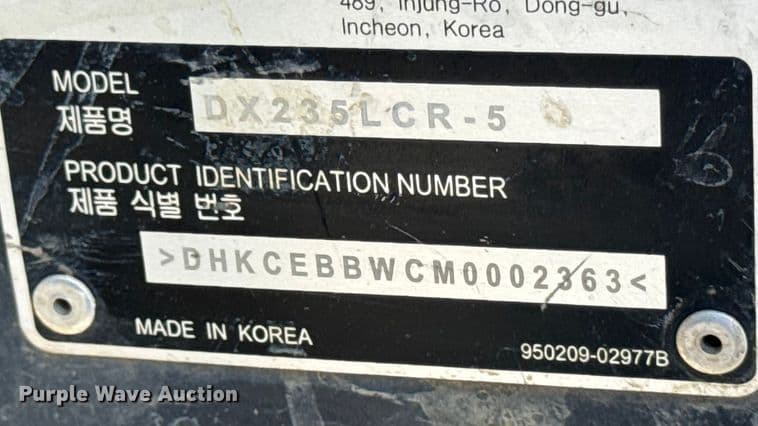 489, Injung-Ro, Dong-gu,
Incheon, Korea
MODEL
제품명
DX235LCR-5
PRODUCT IDENTIFICATION NUMBER
제품 식별 번호
>DHKCEBBWCM0002363<
MADE IN KOREA
950209-02977B
Purple Wave Auction